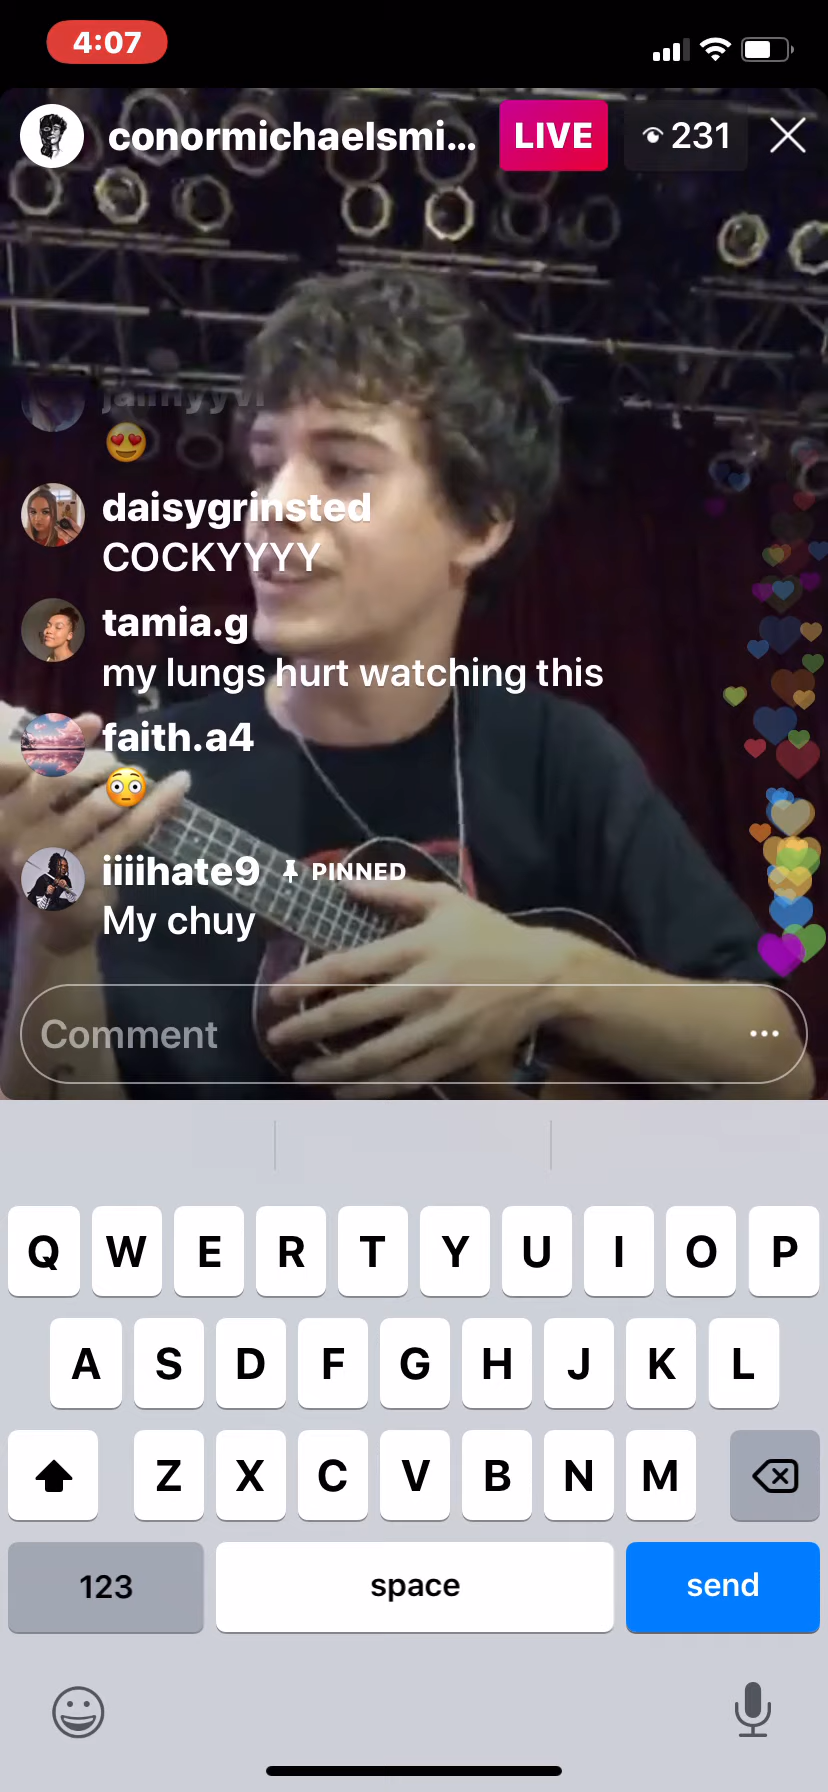 4:07
conormichaelsmi...
LIVE
231
daisygrinsted
COCKYYYY
tamia.g
my lungs hurt watching this
faith.a4
iiiihate9 PINNED
My chuy
Comment
Q W E R T Y U I O P
A S D F G H J K L
Z X C V B N M
123 space send